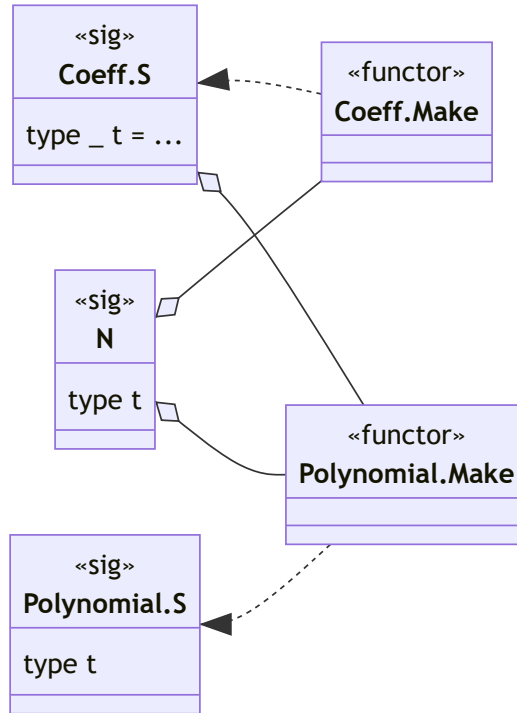 «sig»
Coeff.S
type _ t = ...
«functor»
Coeff.Make
«sig»
N
type t
«functor»
Polynomial.Make
«sig»
Polynomial.S
type t